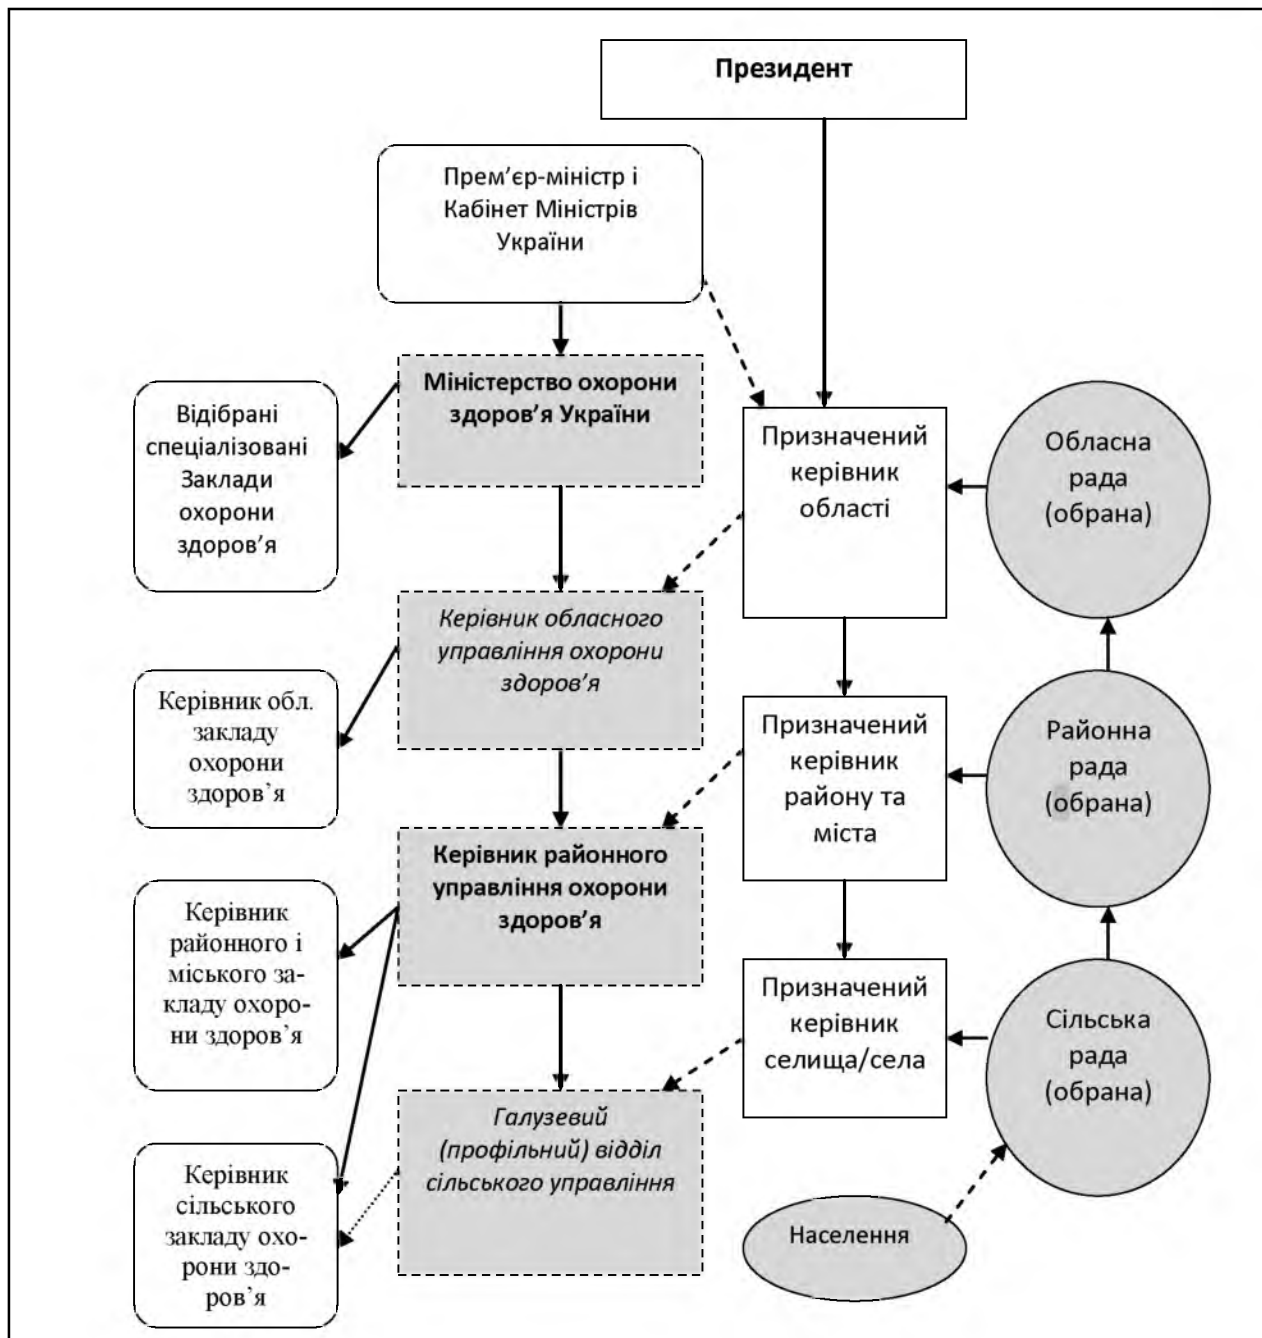 Президент
Прем’єр-міністр і
Кабінет Міністрів
України
Міністерство охорони
здоров’я України
Відібрані
спеціалізовані
Заклади
охорони
здоров’я
Призначений
керівник
області
Обласна
рада
(обрана)
Керівник обласного
управління охорони
здоров’я
Керівник обл.
закладу
охорони
здоров’я
Призначений
керівник
району та
міста
Районна
рада
(обрана)
Керівник районного
управління охорони
здоров’я
Керівник
районного і
міського за-
кладу охоро-
ни здоров’я
Призначений
керівник
селища/села
Сільська
рада
(обрана)
Галузевий
(профільний) відділ
сільського управління
Керівник
сільського
закладу охо-
рони здо-
ров’я
Населення